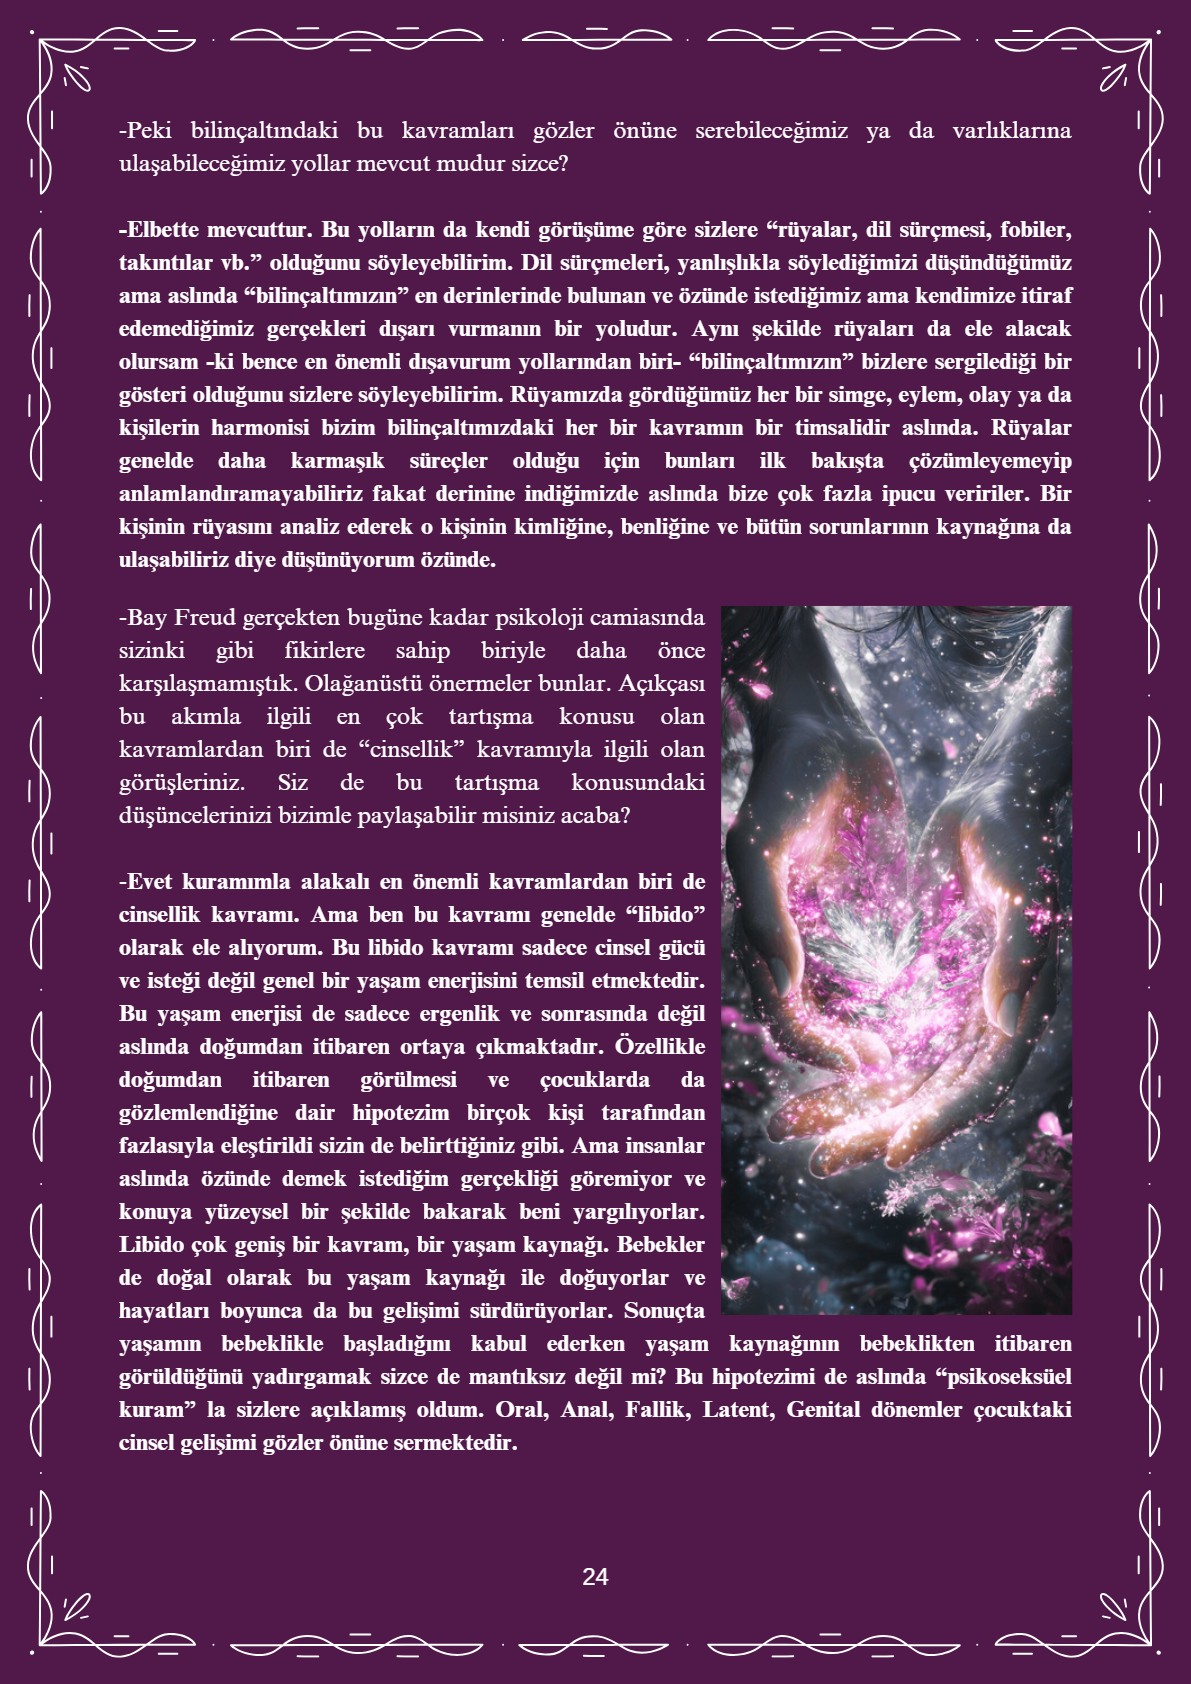 -Peki bilinçaltındaki bu kavramları gözler önüne serebileceğimiz ya da varlıklarına
ulaşabileceğimiz yollar mevcut mudur sizce?
-Elbette mevcuttur. Bu yolların da kendi görüşüme göre sizlere “rüyalar, dil sürçmesi, fobiler,
takıntılar vb.” olduğunu söyleyebilirim. Dil sürçmeleri, yanlışlıkla söylediğimizi düşündüğümüz
ama aslında “bilinçaltımızın” en derinlerinde bulunan ve özünde istediğimiz ama kendimize itiraf
edemediğimiz gerçekleri dışarı vurmanın bir yoludur. Aynı şekilde rüyaları da ele alacak
olursam -ki bence en önemli dışavurum yollarından biri- “bilinçaltımızın” bizlere sergilediği bir
gösteri olduğunu sizlere söyleyebilirim. Rüyamızda gördüğümüz her bir simge, eylem, olay ya da
kişilerin harmonisi bizim bilinçaltımızdaki her bir kavramın bir timsalidir aslında. Rüyalar
genelde daha karmaşık süreçler olduğu için bunları ilk bakışta çözümleyemeyip
anlamlandıramayabiliriz fakat derinine indiğimizde aslında bize çok fazla ipucu veririler. Bir
kişinin rüyasını analiz ederek o kişinin kimliğine, benliğine ve bütün sorunlarının kaynağına da
ulaşabiliriz diye düşünüyorum özünde.
-Bay Freud gerçekten bugüne kadar psikoloji camiasında
sizinki gibi fikirlere sahip biriyle daha önce
karşılaşmamıştık. Olağanüstü önermeler bunlar. Açıkçası
bu akımla ilgili en çok tartışma konusu olan
kavramlardan biri de “cinsellik” kavramıyla ilgili olan
görüşleriniz. Siz de bu tartışma konusundaki
düşüncelerinizi bizimle paylaşabilir misiniz acaba?
-Evet kuramımla alakalı en önemli kavramlardan biri de
cinsellik kavramı. Ama ben bu kavramı genelde “libido”
olarak ele alıyorum. Bu libido kavramı sadece cinsel gücü
ve isteği değil genel bir yaşam enerjisini temsil etmektedir.
Bu yaşam enerjisi de sadece ergenlik ve sonrasında değil
aslında doğumdan itibaren ortaya çıkmaktadır. Özellikle
doğumdan itibaren görülmesi ve çocuklarda da
gözlemlendiğine dair hipotezim birçok kişi tarafından
fazlasıyla eleştirildi sizin de belirttiğiniz gibi. Ama insanlar
aslında özünde demek istediğim gerçekliği göremiyor ve
konuya yüzeysel bir şekilde bakarak beni yargılıyorlar.
Libido çok geniş bir kavram, bir yaşam kaynağı. Bebekler
de doğal olarak bu yaşam kaynağı ile doğuyorlar ve
hayatları boyunca da bu gelişimi sürdürüyorlar. Sonuçta
yaşamın bebeklikle başladığını kabul ederken yaşam kaynağının bebeklikten itibaren
görüldüğünü yadırgamak sizce de mantıksız değil mi? Bu hipotezimi de aslında “psikoseksüel
kuram” la sizlere açıklamış oldum. Oral, Anal, Fallik, Latent, Genital dönemler çocuktaki
cinsel gelişimi gözler önüne sermektedir.
24